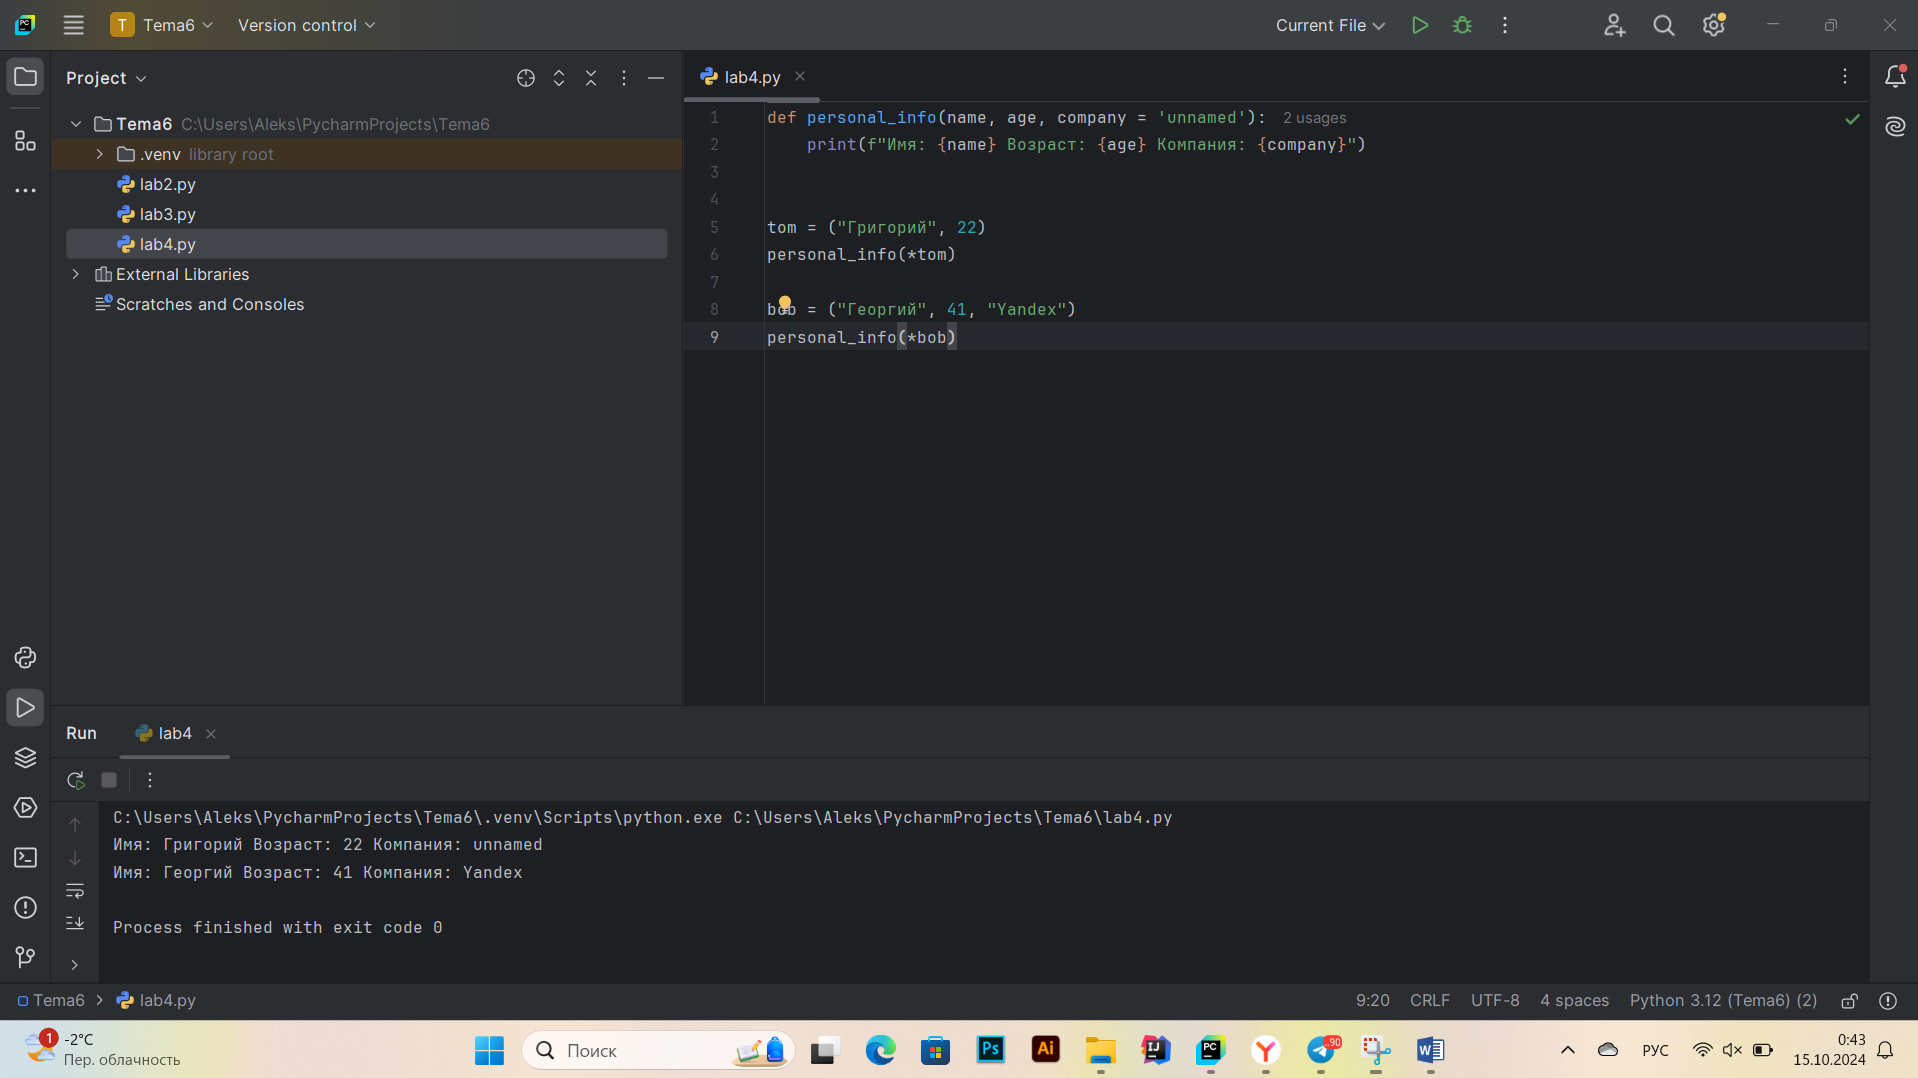 T Tema6 Version control Current File
Project
Tema6 C:\Users\Aleks\PycharmProjects\Tema6
.venv library root
lab2.py
lab3.py
lab4.py
External Libraries
Scratches and Consoles
lab4.py
1 def personal_info(name, age, company = 'unnamed'): 2 usages
2 print(f"Имя: {name} Возраст: {age} Компания: {company}")
3
4
5 tom = ("Григорий", 22)
6 personal_info(*tom)
7
8 bob = ("Георгий", 41, "Yandex")
9 personal_info(*bob)
Run lab4
C:\Users\Aleks\PycharmProjects\Tema6\.venv\Scripts\python.exe C:\Users\Aleks\PycharmProjects\Tema6\lab4.py
Имя: Григорий Возраст: 22 Компания: unnamed
Имя: Георгий Возраст: 41 Компания: Yandex
Process finished with exit code 0
Tema6 lab4.py 9:20 CRLF UTF-8 4 spaces Python 3.12 (Tema6) (2)
1 -2°C
Пер. облачность
Поиск
Ps Ai IJ PC 90 W
РУС
0:43
15.10.2024